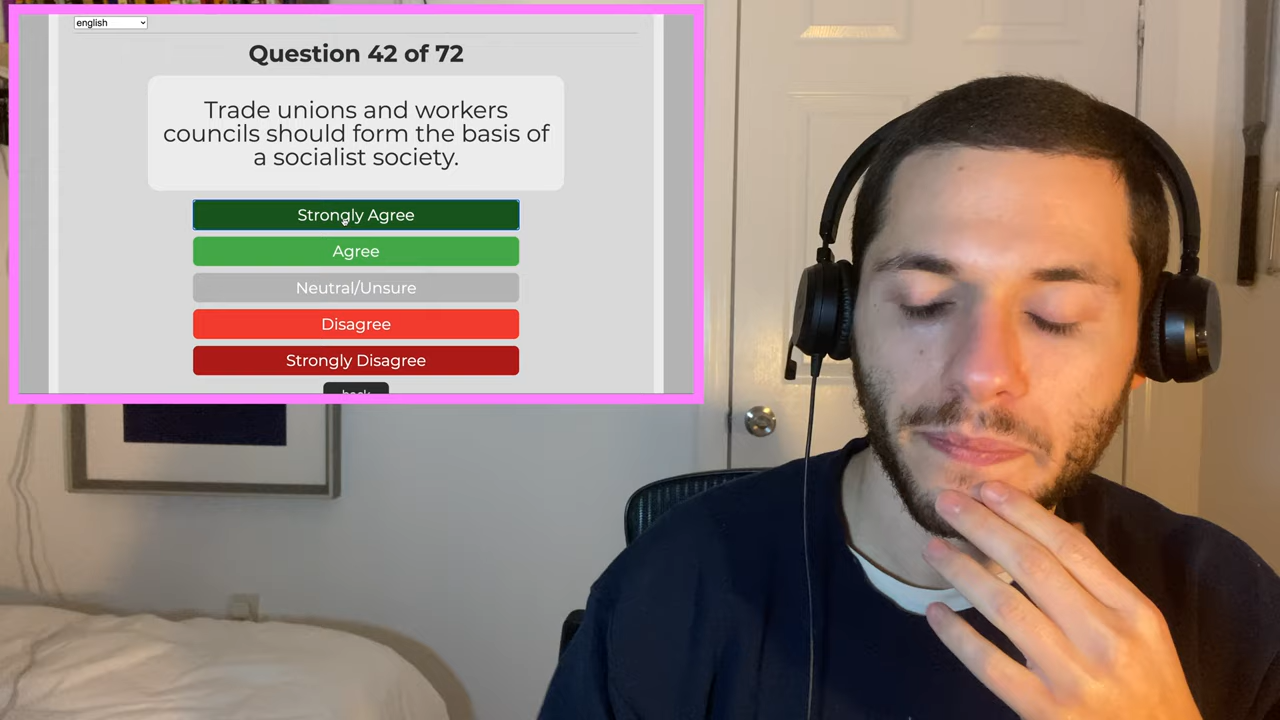 english
Question 42 of 72
Trade unions and workers
councils should form the basis of
a socialist society.
Strongly Agree
Agree
Neutral/Unsure
Disagree
Strongly Disagree
back